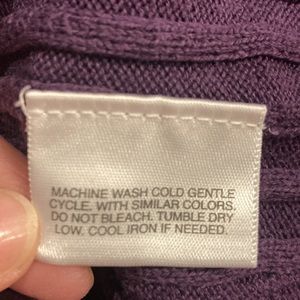 MACHINE WASH COLD GENTLE
CYCLE. WITH SIMILAR COLORS.
DO NOT BLEACH. TUMBLE DRY
LOW. COOL IRON IF NEEDED.